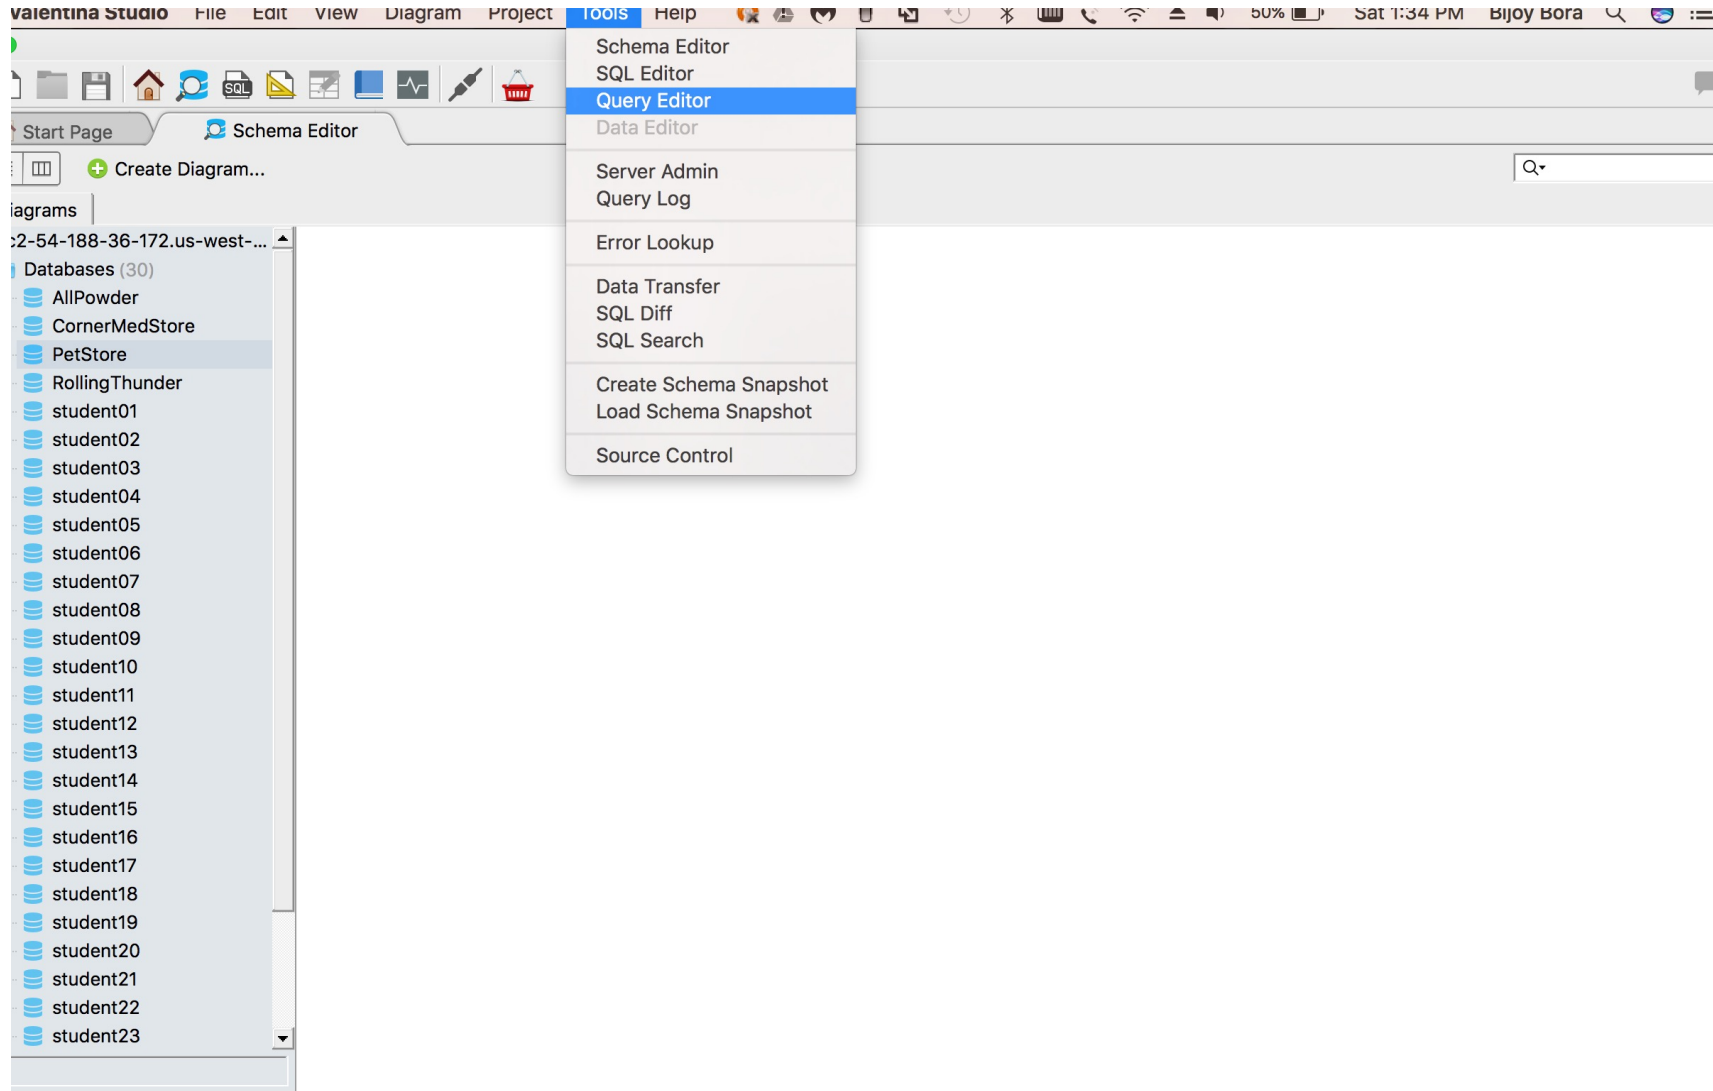 Valentina Studio File Edit View Diagram Project Tools Help 50% Sat 1:34 PM Bijoy Bora
SQL
Start Page Schema Editor
Create Diagram...
iagrams
c2-54-188-36-172.us-west-...
Databases (30)
AllPowder
CornerMedStore
PetStore
RollingThunder
student01
student02
student03
student04
student05
student06
student07
student08
student09
student10
student11
student12
student13
student14
student15
student16
student17
student18
student19
student20
student21
student22
student23
Schema Editor
SQL Editor
Query Editor
Data Editor
Server Admin
Query Log
Error Lookup
Data Transfer
SQL Diff
SQL Search
Create Schema Snapshot
Load Schema Snapshot
Source Control